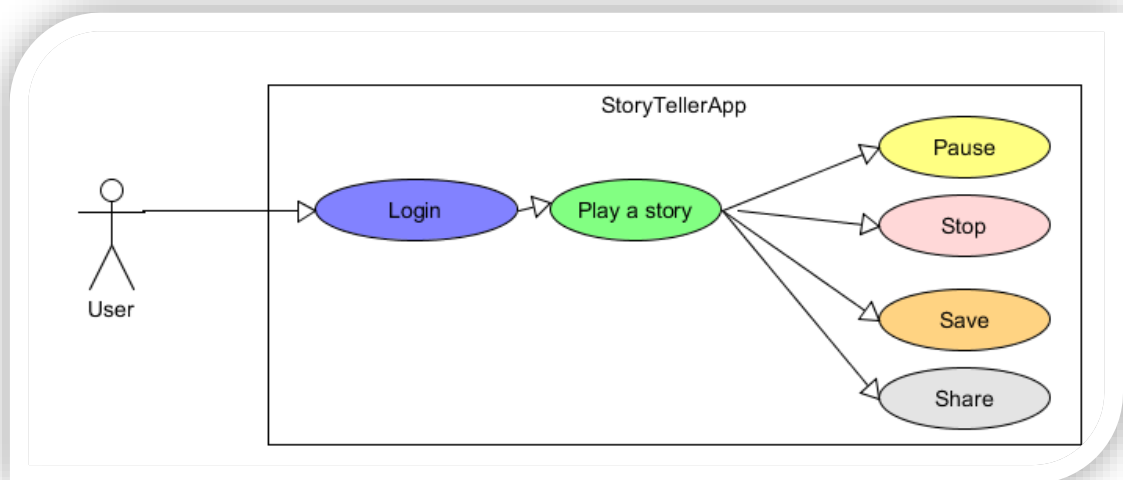 StoryTellerApp
Pause
Login
Play a story
Stop
User
Save
Share